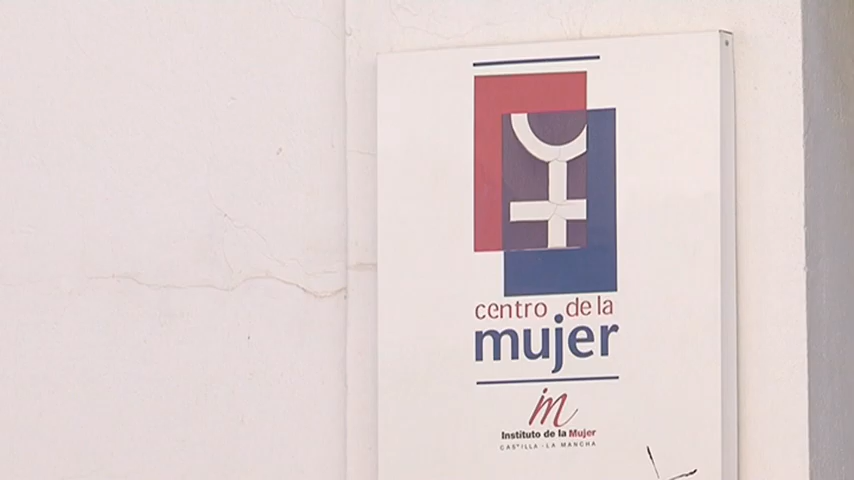 centro de la
mujer
im
Instituto de la Mujer
CASTILLA - LA MANCHA